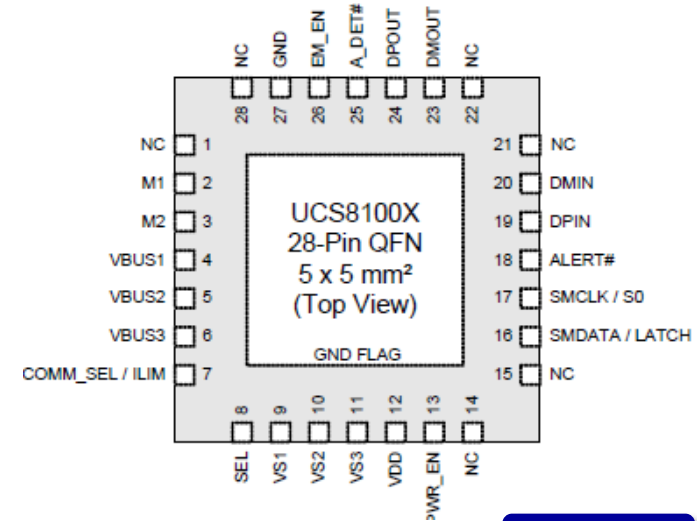 NC
GND
EM_EN
A_DET#
DPOUT
DMOUT
NC
28
27
26
25
24
23
22
NC 1
M1 2
M2 3
VBUS1 4
VBUS2 5
VBUS3 6
COMM_SEL / ILIM 7
UCS8100X
28-Pin QFN
5 x 5 mm²
(Top View)
GND FLAG
21 NC
20 DMIN
19 DPIN
18 ALERT#
17 SMCLK / S0
16 SMDATA / LATCH
15 NC
8
9
10
11
12
13
14
SEL
VS1
VS2
VS3
VDD
PWR_EN
NC